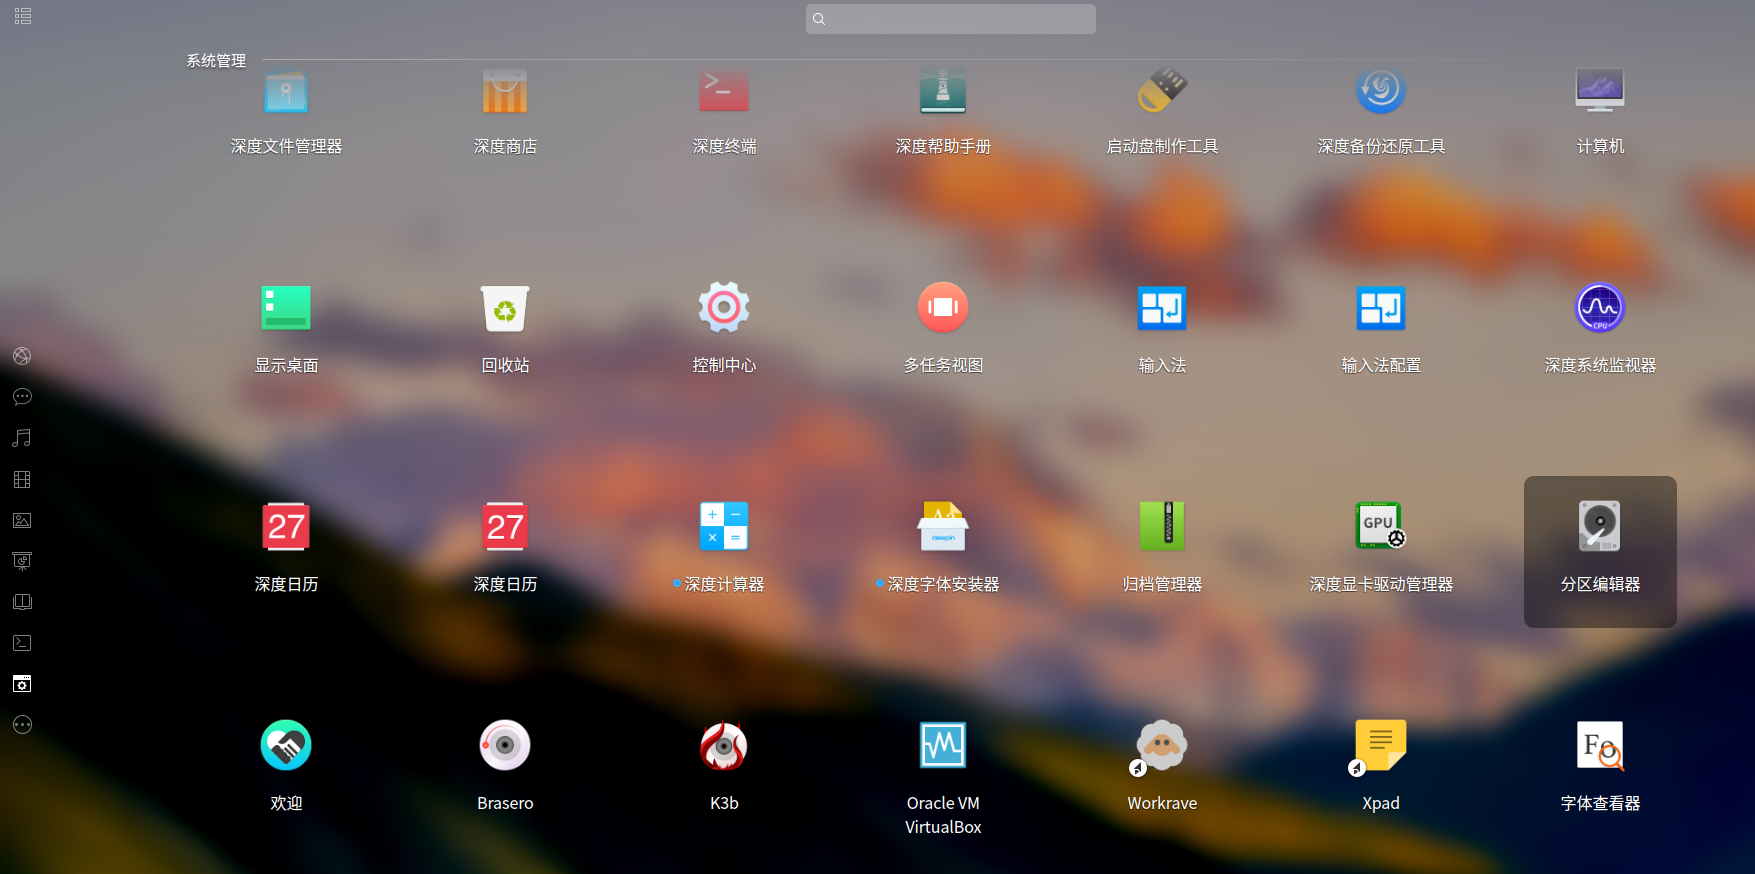 系统管理
深度文件管理器
深度商店
深度终端
深度帮助手册
启动盘制作工具
深度备份还原工具
计算机
显示桌面
回收站
控制中心
多任务视图
输入法
输入法配置
CPU
深度系统监视器
27
深度日历
27
深度日历
深度计算器
Aa
deepin
深度字体安装器
归档管理器
GPU
深度显卡驱动管理器
分区编辑器
欢迎
Brasero
K3b
Oracle VM
VirtualBox
Workrave
Xpad
Fo
字体查看器